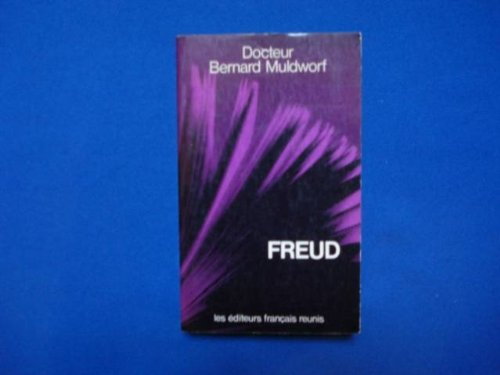 Docteur
Bernard Muldworf
FREUD
les éditeurs français reunis